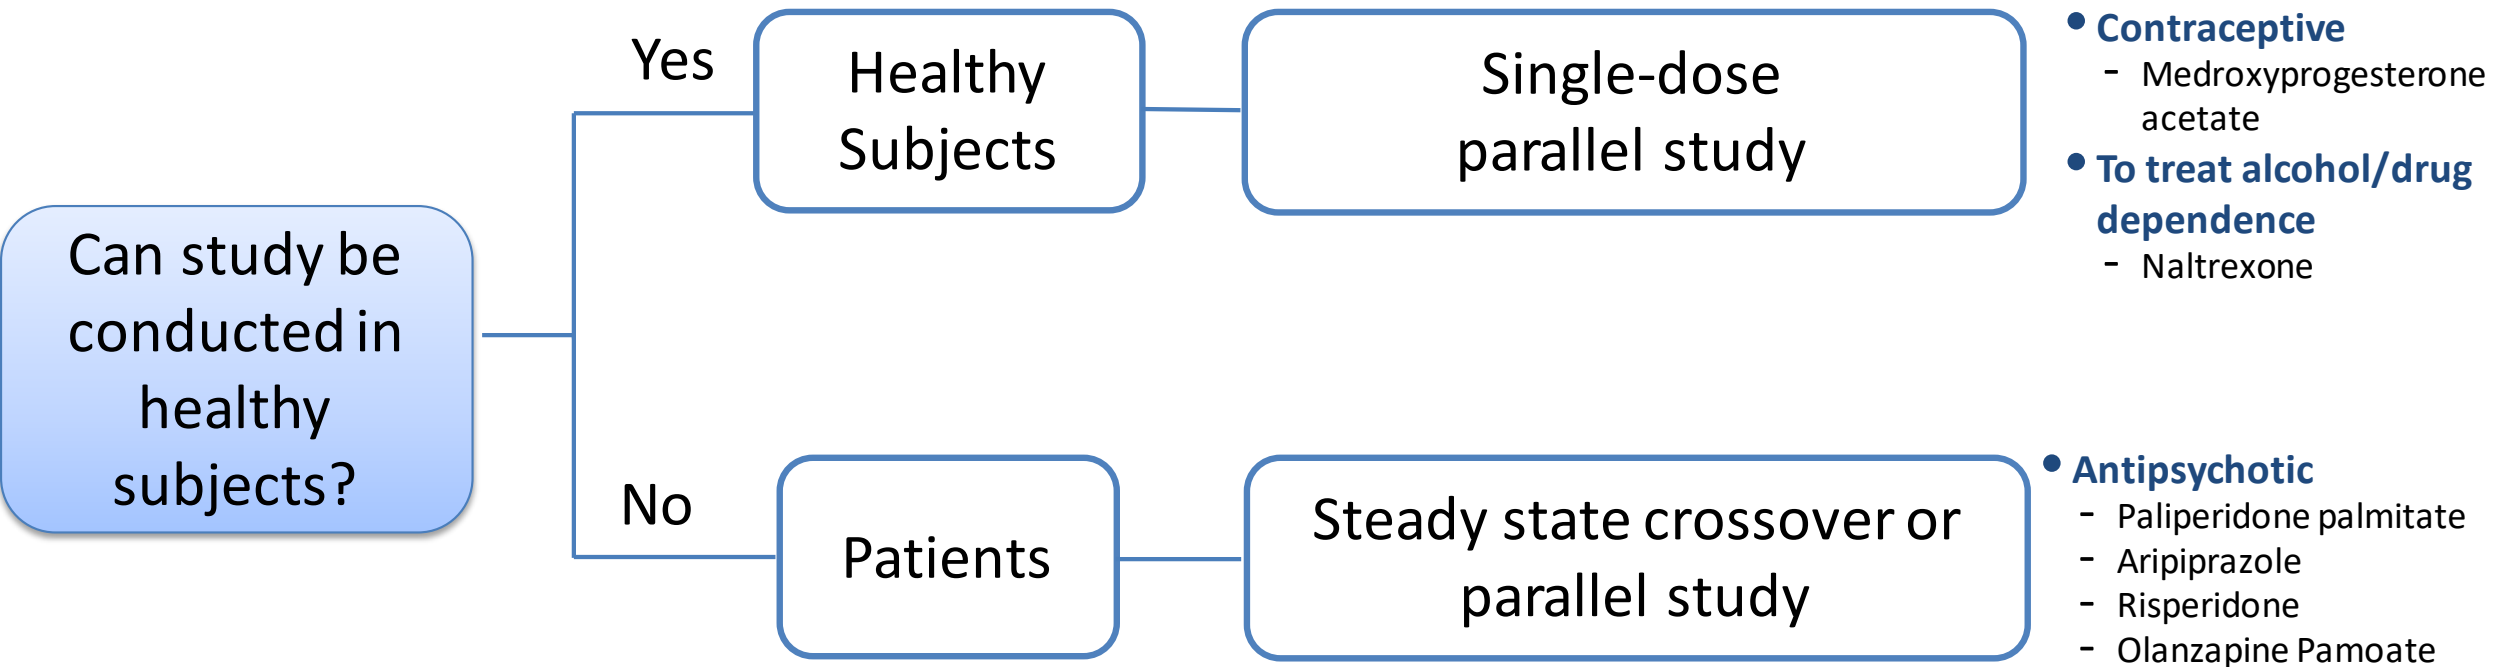 Can study be
conducted in
healthy
subjects?
Yes
Healthy
Subjects
Single-dose
parallel study
• Contraceptive
- Medroxyprogesterone
acetate
• To treat alcohol/drug
dependence
- Naltrexone
No
Patients
Steady state crossover or
parallel study
• Antipsychotic
- Paliperidone palmitate
- Aripiprazole
- Risperidone
- Olanzapine Pamoate